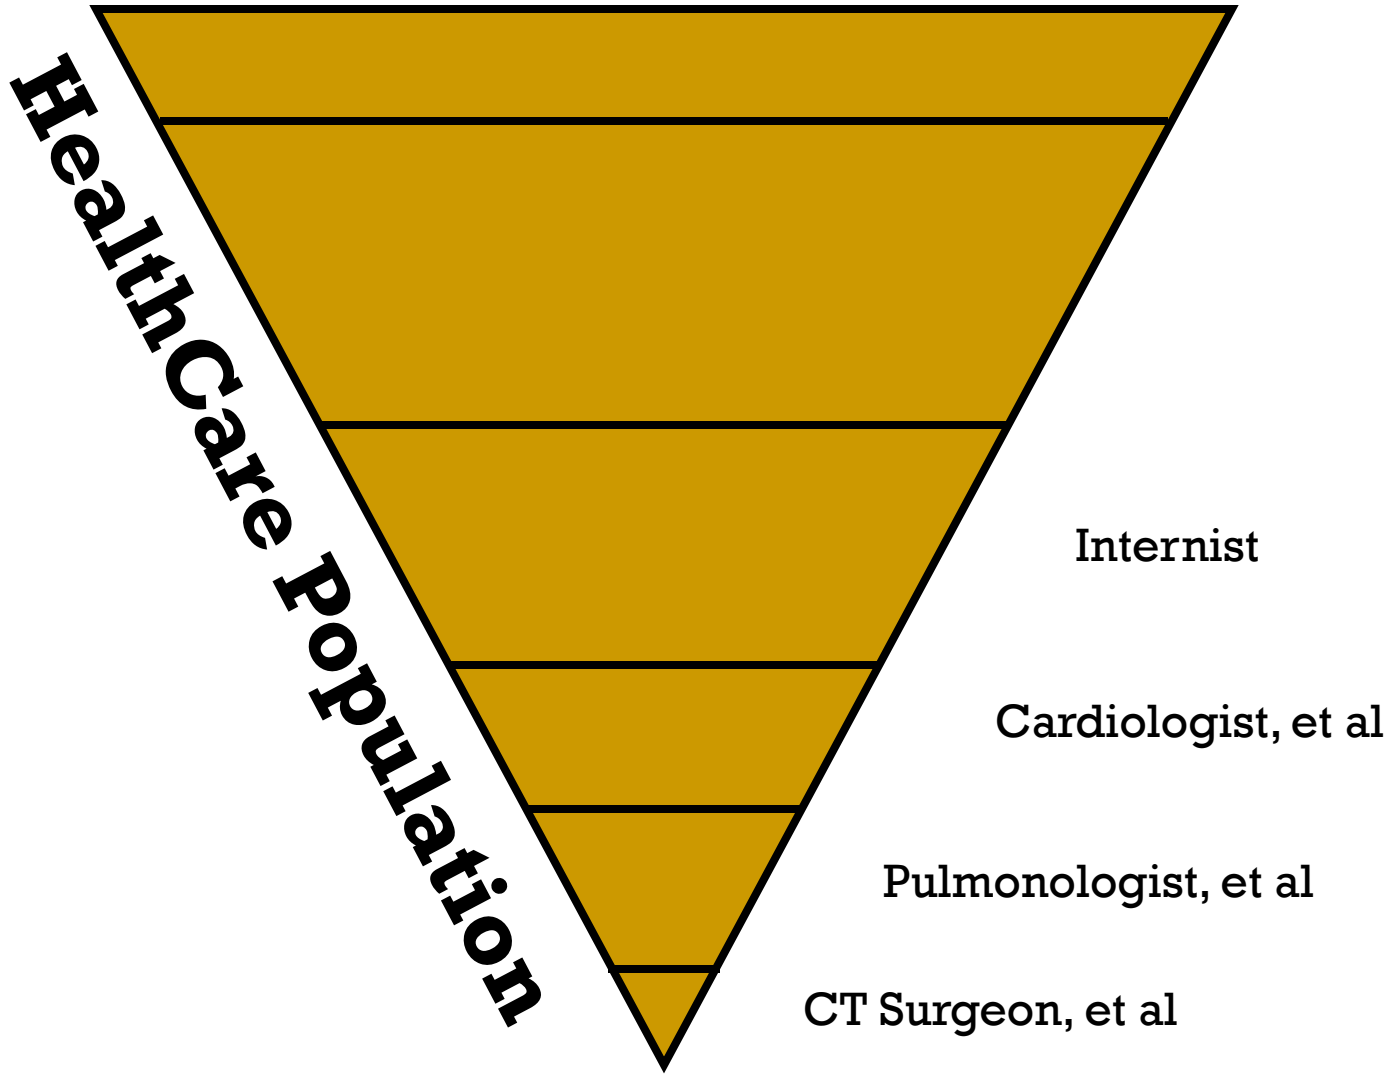 HealthCare Population
Internist
Cardiologist, et al
Pulmonologist, et al
CT Surgeon, et al